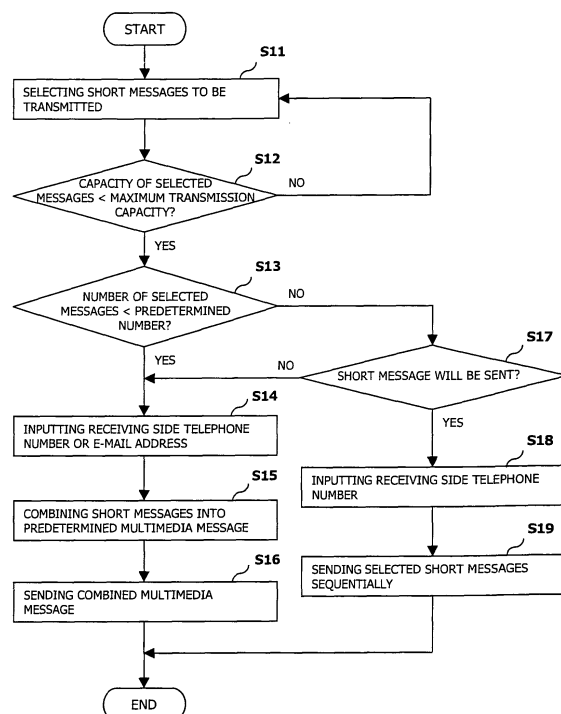 START
S11
SELECTING SHORT MESSAGES TO BE
TRANSMITTED
S12
CAPACITY OF SELECTED
MESSAGES < MAXIMUM TRANSMISSION
CAPACITY?
NO
YES
S13
NUMBER OF SELECTED
MESSAGES < PREDETERMINED
NUMBER?
NO
YES
S17
SHORT MESSAGE WILL BE SENT?
NO
YES
S14
INPUTTING RECEIVING SIDE TELEPHONE
NUMBER OR E-MAIL ADDRESS
S18
INPUTTING RECEIVING SIDE TELEPHONE
NUMBER
S15
COMBINING SHORT MESSAGES INTO
PREDETERMINED MULTIMEDIA MESSAGE
S19
SENDING SELECTED SHORT MESSAGES
SEQUENTIALLY
S16
SENDING COMBINED MULTIMEDIA
MESSAGE
END